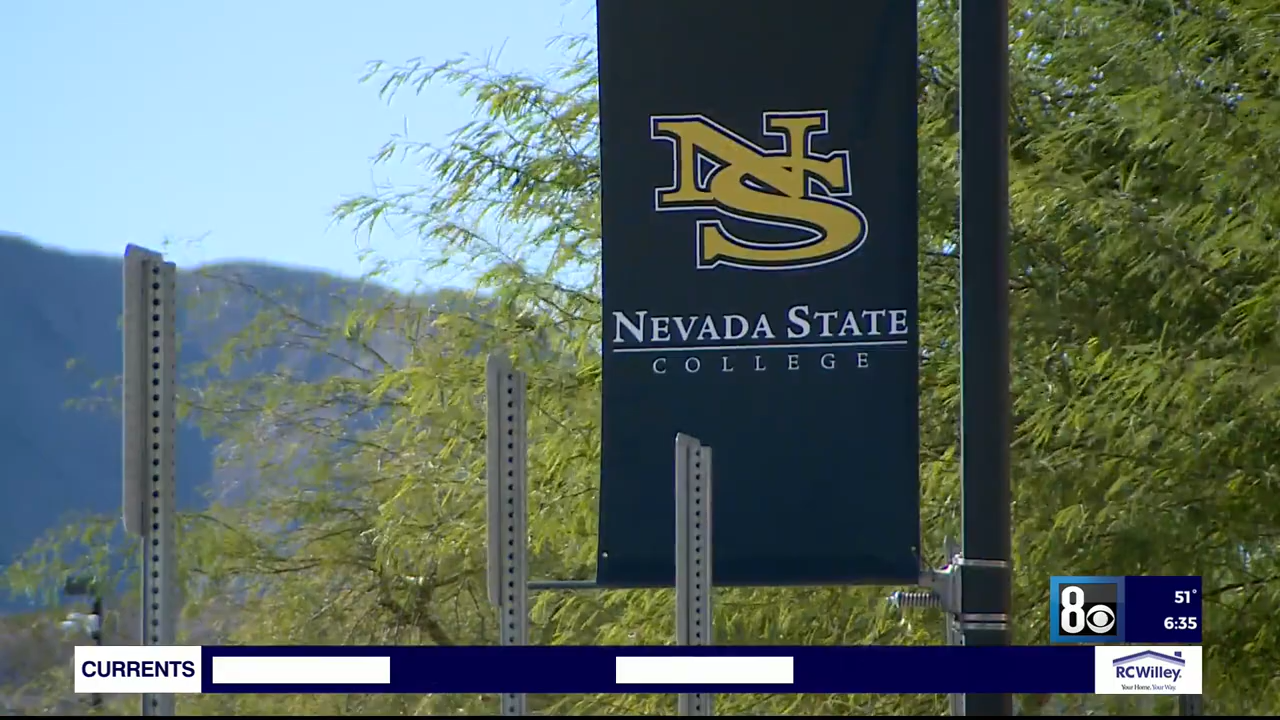 NS
NEVADA STATE
COLLEGE
8
51°
6:35
CURRENTS
RCWilley
Your Home. Your Way.